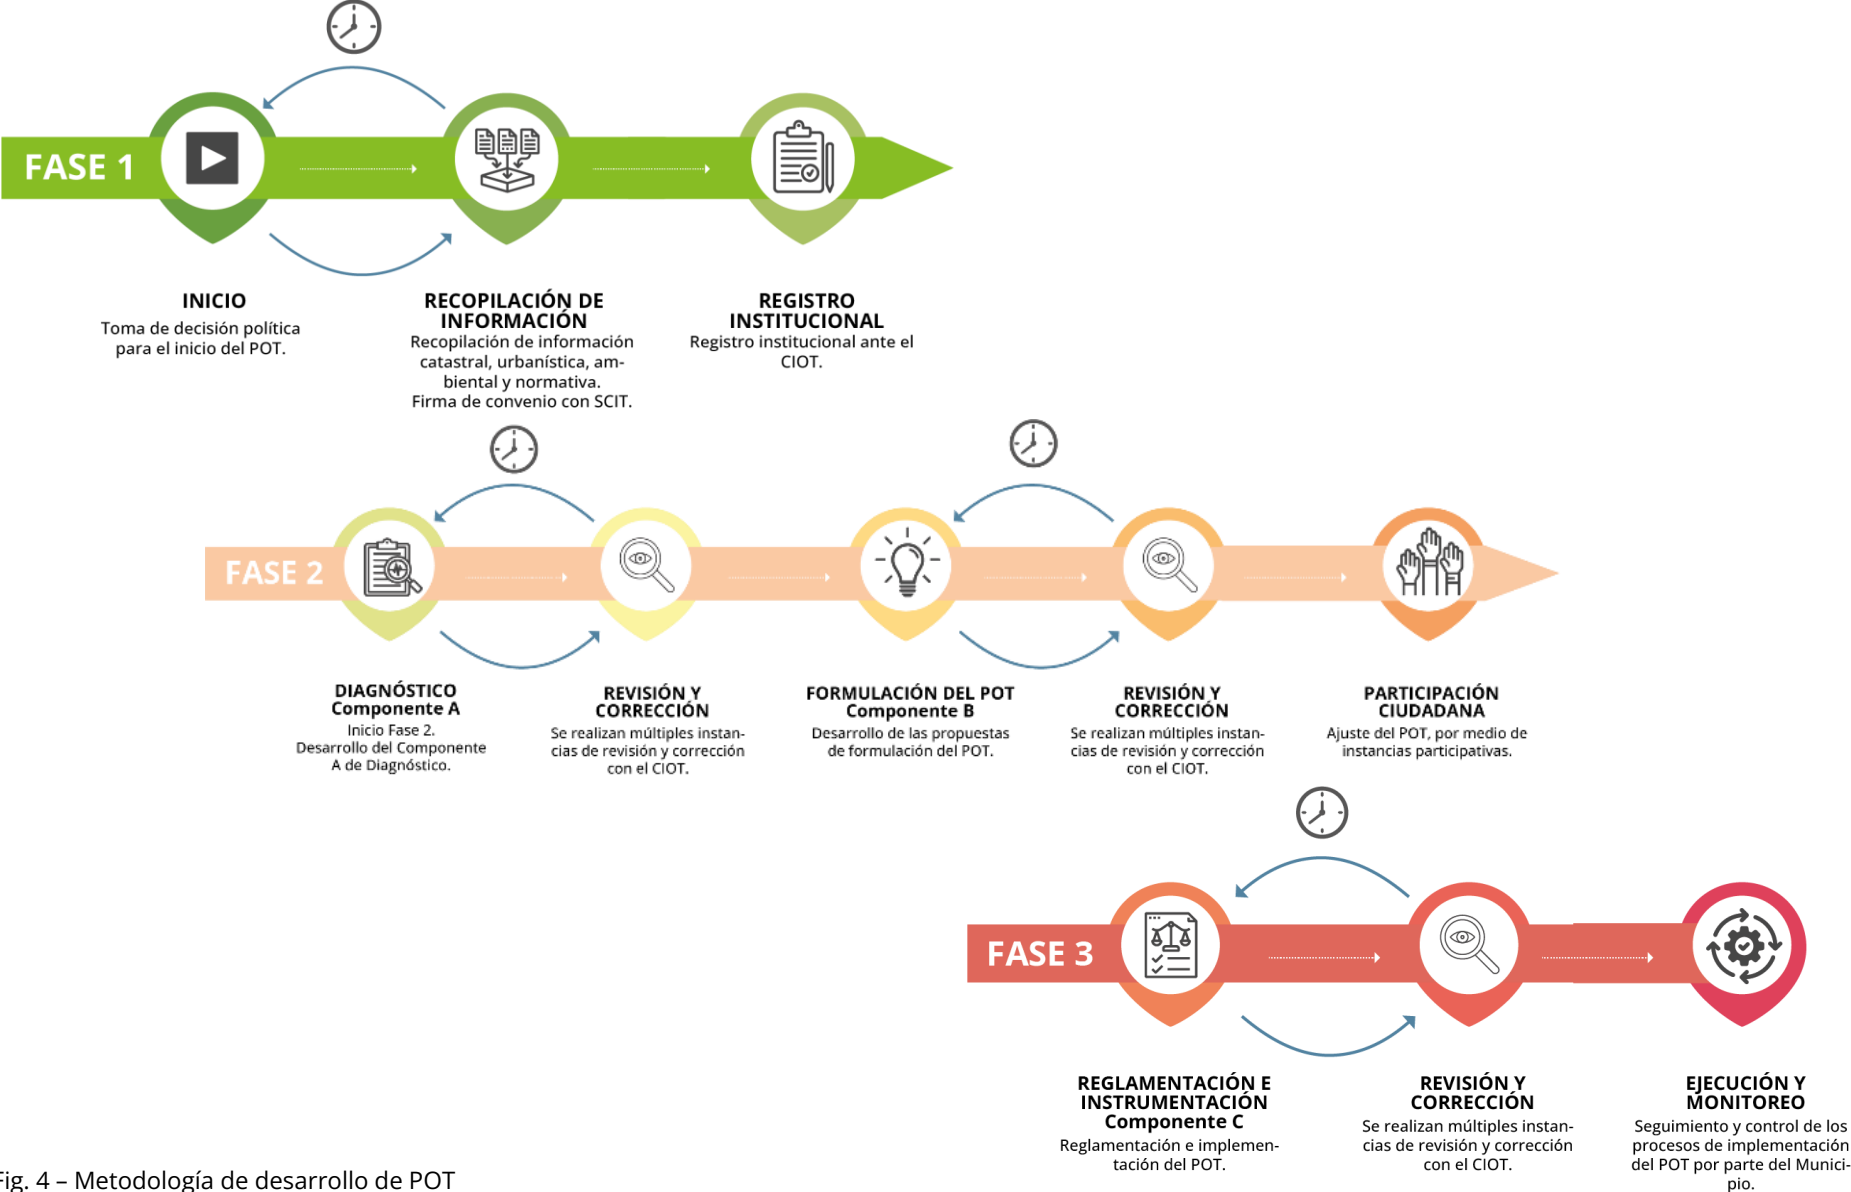 FASE 1
INICIO
Toma de decisión política
para el inicio del POT.
RECOPILACIÓN DE
INFORMACIÓN
Recopilación de información
catastral, urbanística, am-
biental y normativa.
Firma de convenio con SCIT.
REGISTRO
INSTITUCIONAL
Registro institucional ante el
CIOT.
FASE 2
DIAGNÓSTICO
Componente A
Inicio Fase 2.
Desarrollo del Componente
A de Diagnóstico.
REVISIÓN Y
CORRECCIÓN
Se realizan múltiples instan-
cias de revisión y corrección
con el CIOT.
FORMULACIÓN DEL POT
Componente B
Desarrollo de las propuestas
de formulación del POT.
REVISIÓN Y
CORRECCIÓN
Se realizan múltiples instan-
cias de revisión y corrección
con el CIOT.
PARTICIPACIÓN
CIUDADANA
Ajuste del POT, por medio de
instancias participativas.
FASE 3
REGLAMENTACIÓN E
INSTRUMENTACIÓN
Componente C
Reglamentación e implemen-
tación del POT.
REVISIÓN Y
CORRECCIÓN
Se realizan múltiples instan-
cias de revisión y corrección
con el CIOT.
EJECUCIÓN Y
MONITOREO
Seguimiento y control de los
procesos de implementación
del POT por parte del Munici-
pio.
Fig. 4 – Metodología de desarrollo de POT